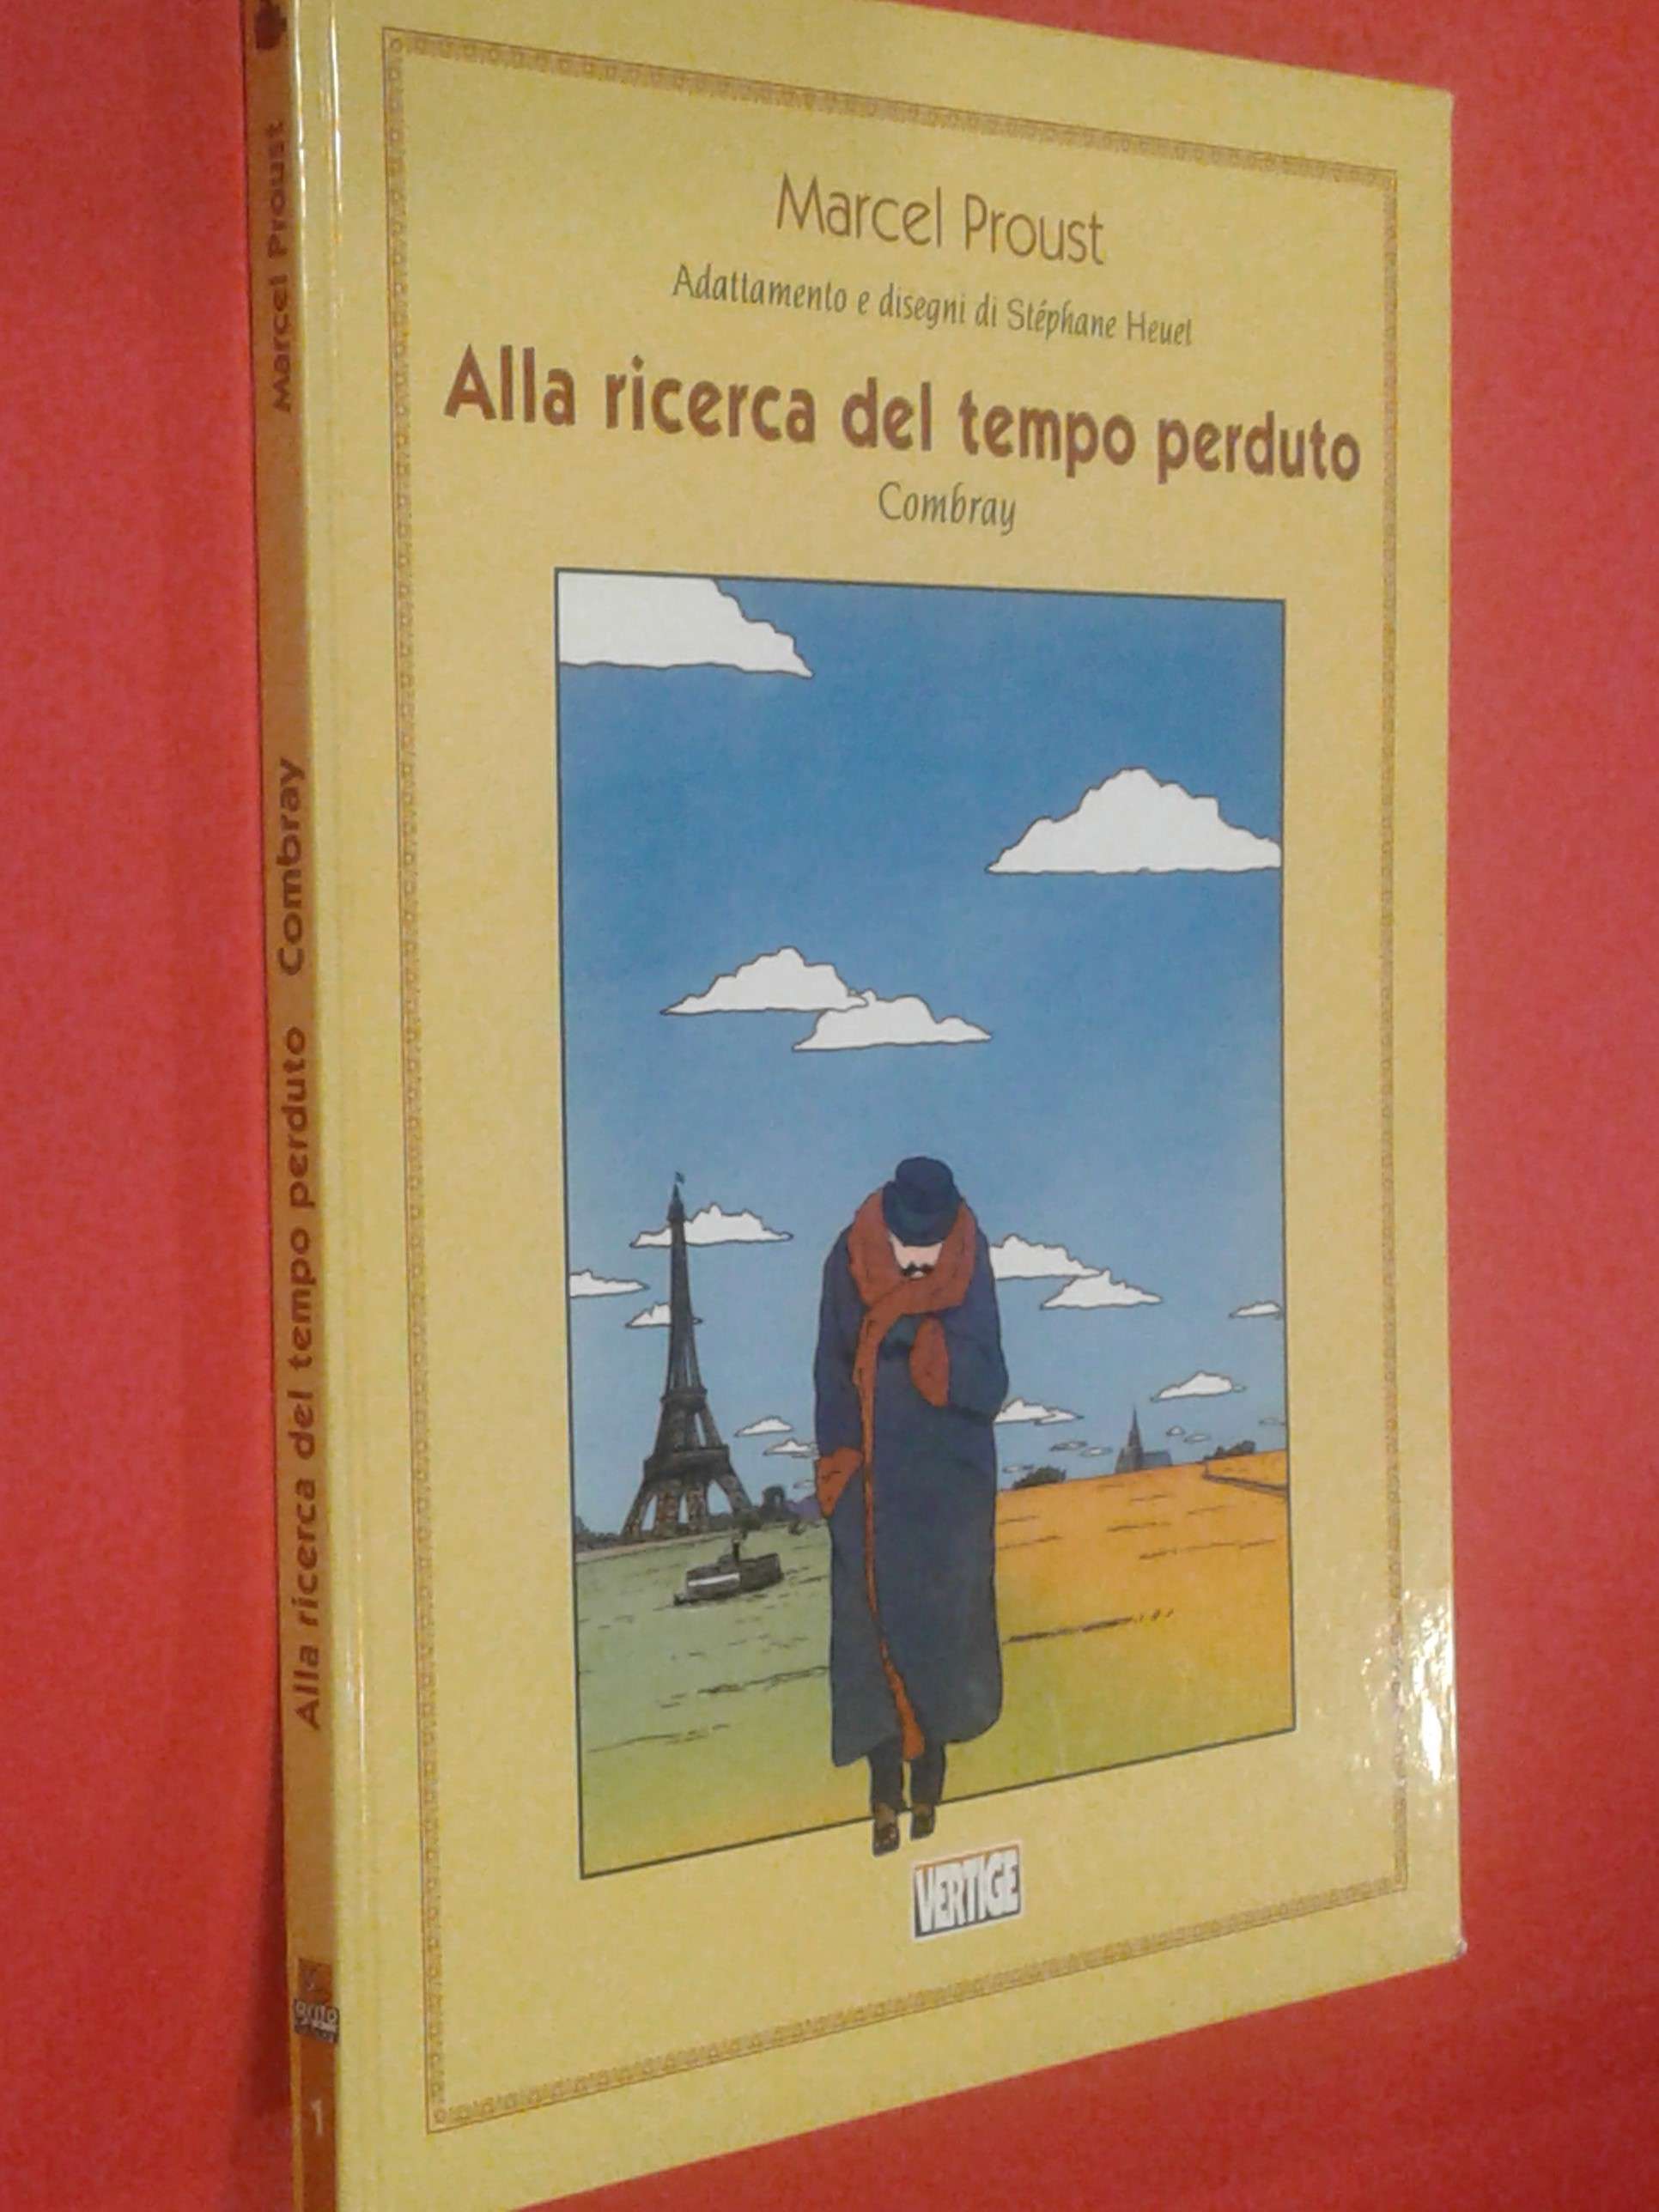 Marcel Proust
Adattamento e disegni di Stéphane Heuet
Alla ricerca del tempo perduto
Combray
VERTIGE
Marcel Proust
Alla ricerca del tempo perduto Combray
1